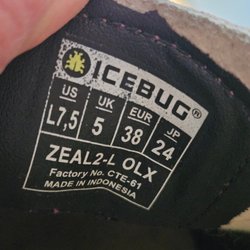 ICEBUG®
US UK EUR JP
L7,5 5 38 24
ZEAL2-L OLX
Factory No. CTE-61
MADE IN INDONESIA